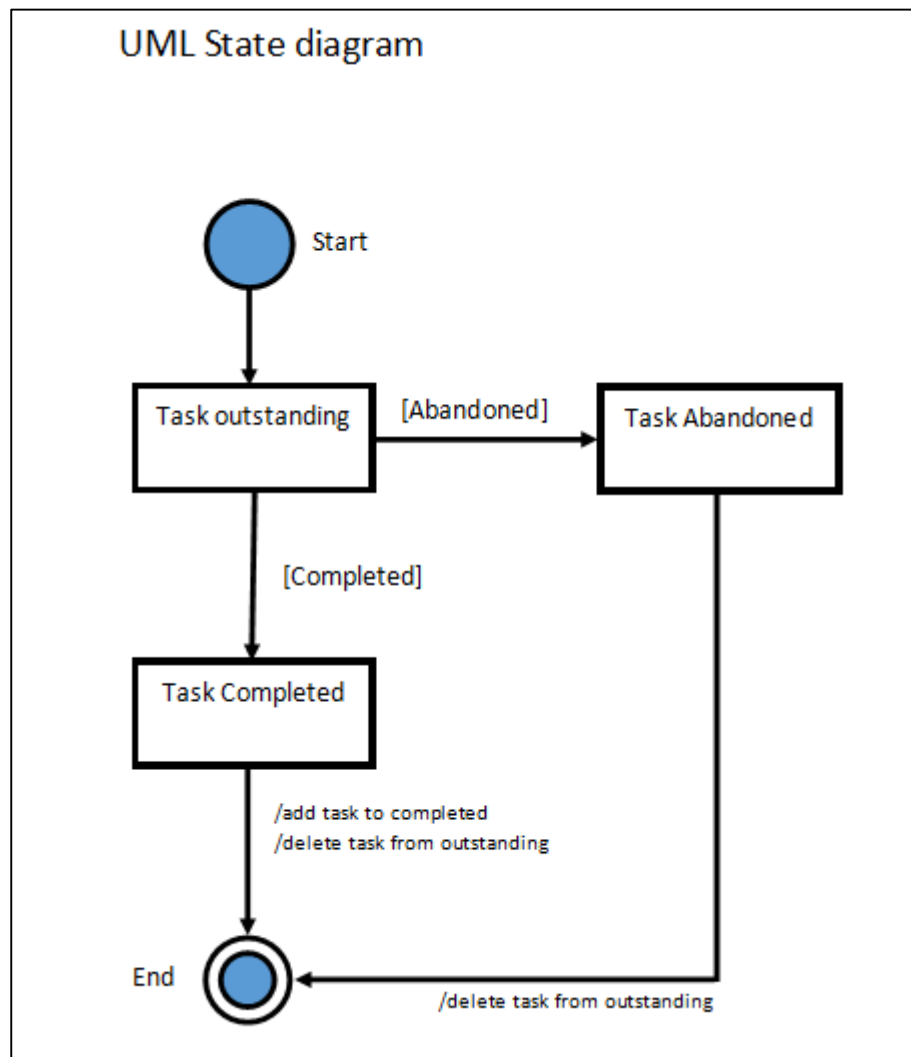 UML State diagram
Start
Task outstanding
[Abandoned]
Task Abandoned
[Completed]
Task Completed
/add task to completed
/delete task from outstanding
End
/delete task from outstanding